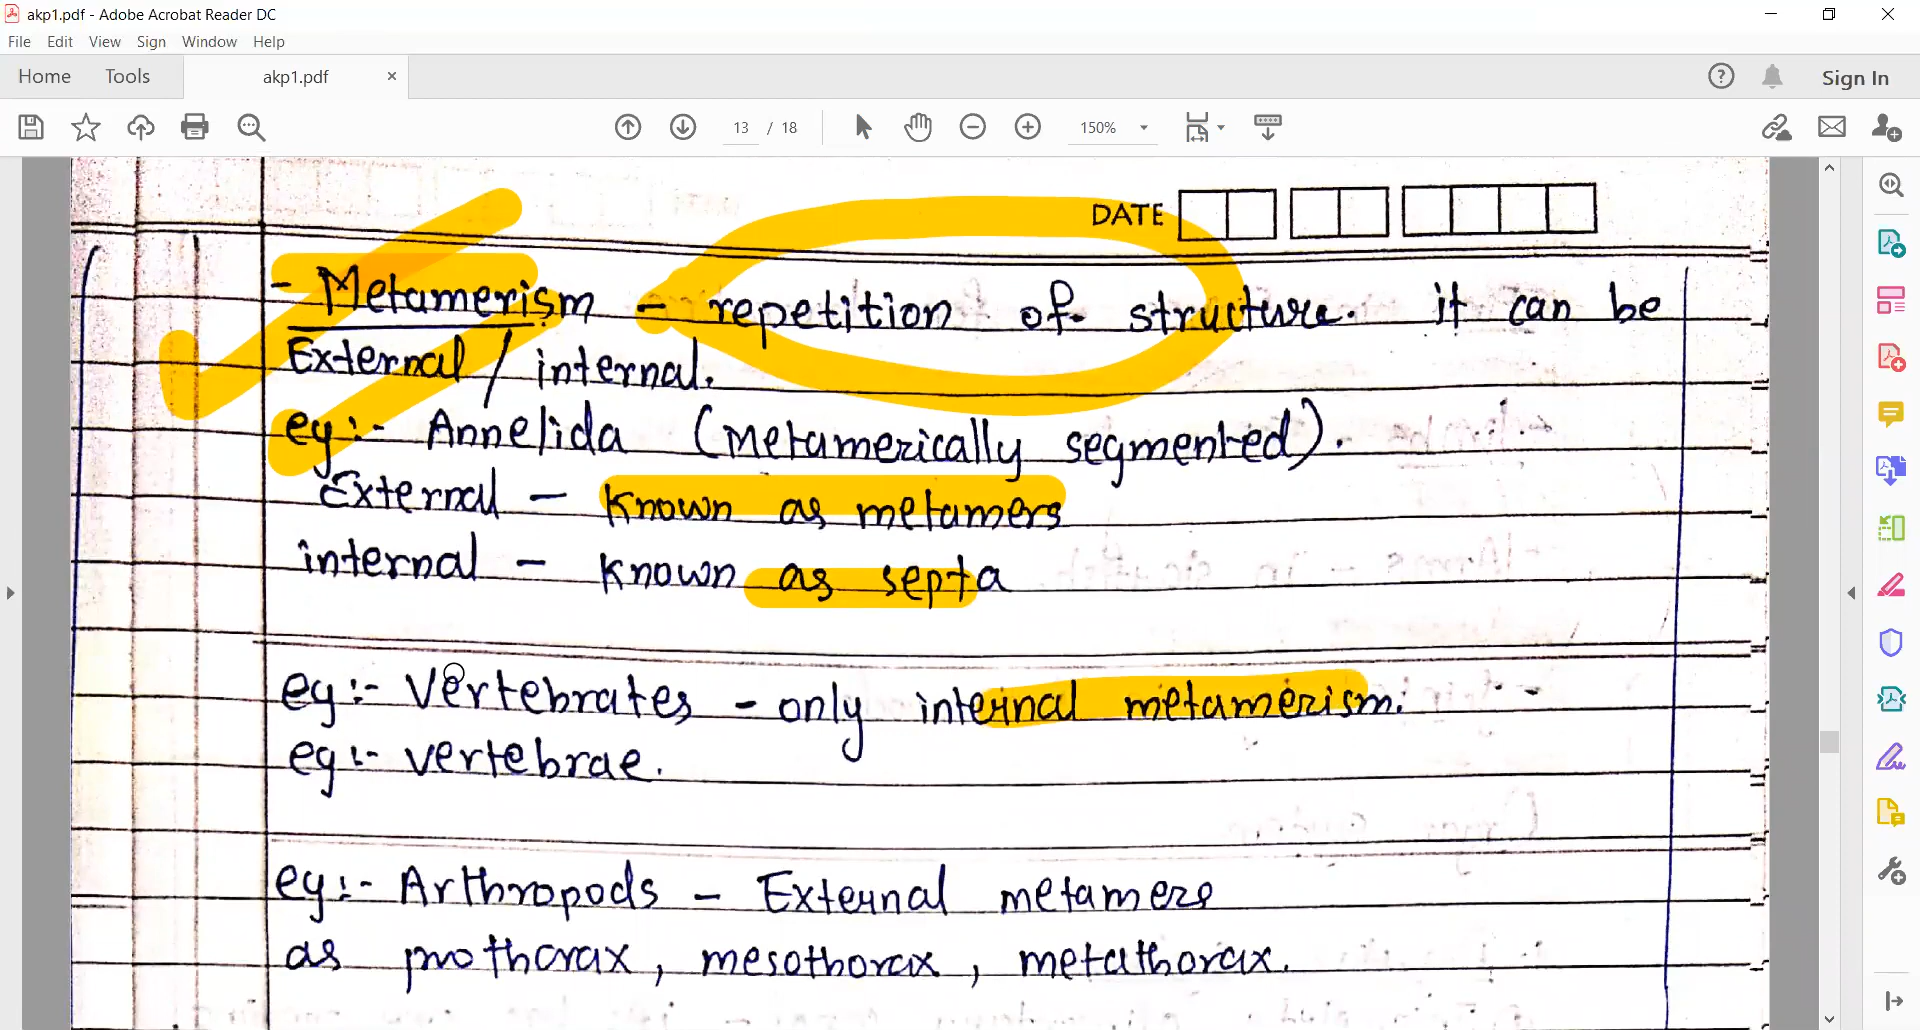 akp1.pdf - Adobe Acrobat Reader DC
File Edit View Sign Window Help
Home Tools akp1.pdf × Sign In
13 / 18 150%
DATE
- Metamerism - repetition of structure. it can be
External / internal.
eg:- Annelida (Metamerically segmented).
External - known as metamers
internal - known as septa
eg:- Vertebrates - only internal metamerism.
eg:- vertebrae.
eg:- Arthropods - External metamers
as prothorax, mesothorax, metathorax.